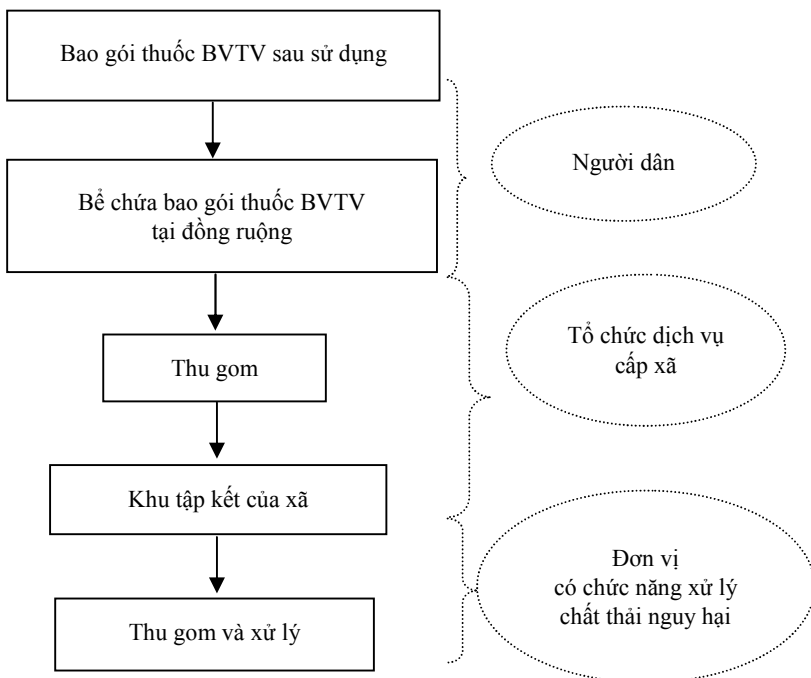 Bao gói thuốc BVTV sau sử dụng
Người dân
Bể chứa bao gói thuốc BVTV
tại đồng ruộng
Tổ chức dịch vụ
cấp xã
Thu gom
Khu tập kết của xã
Đơn vị
có chức năng xử lý
chất thải nguy hại
Thu gom và xử lý